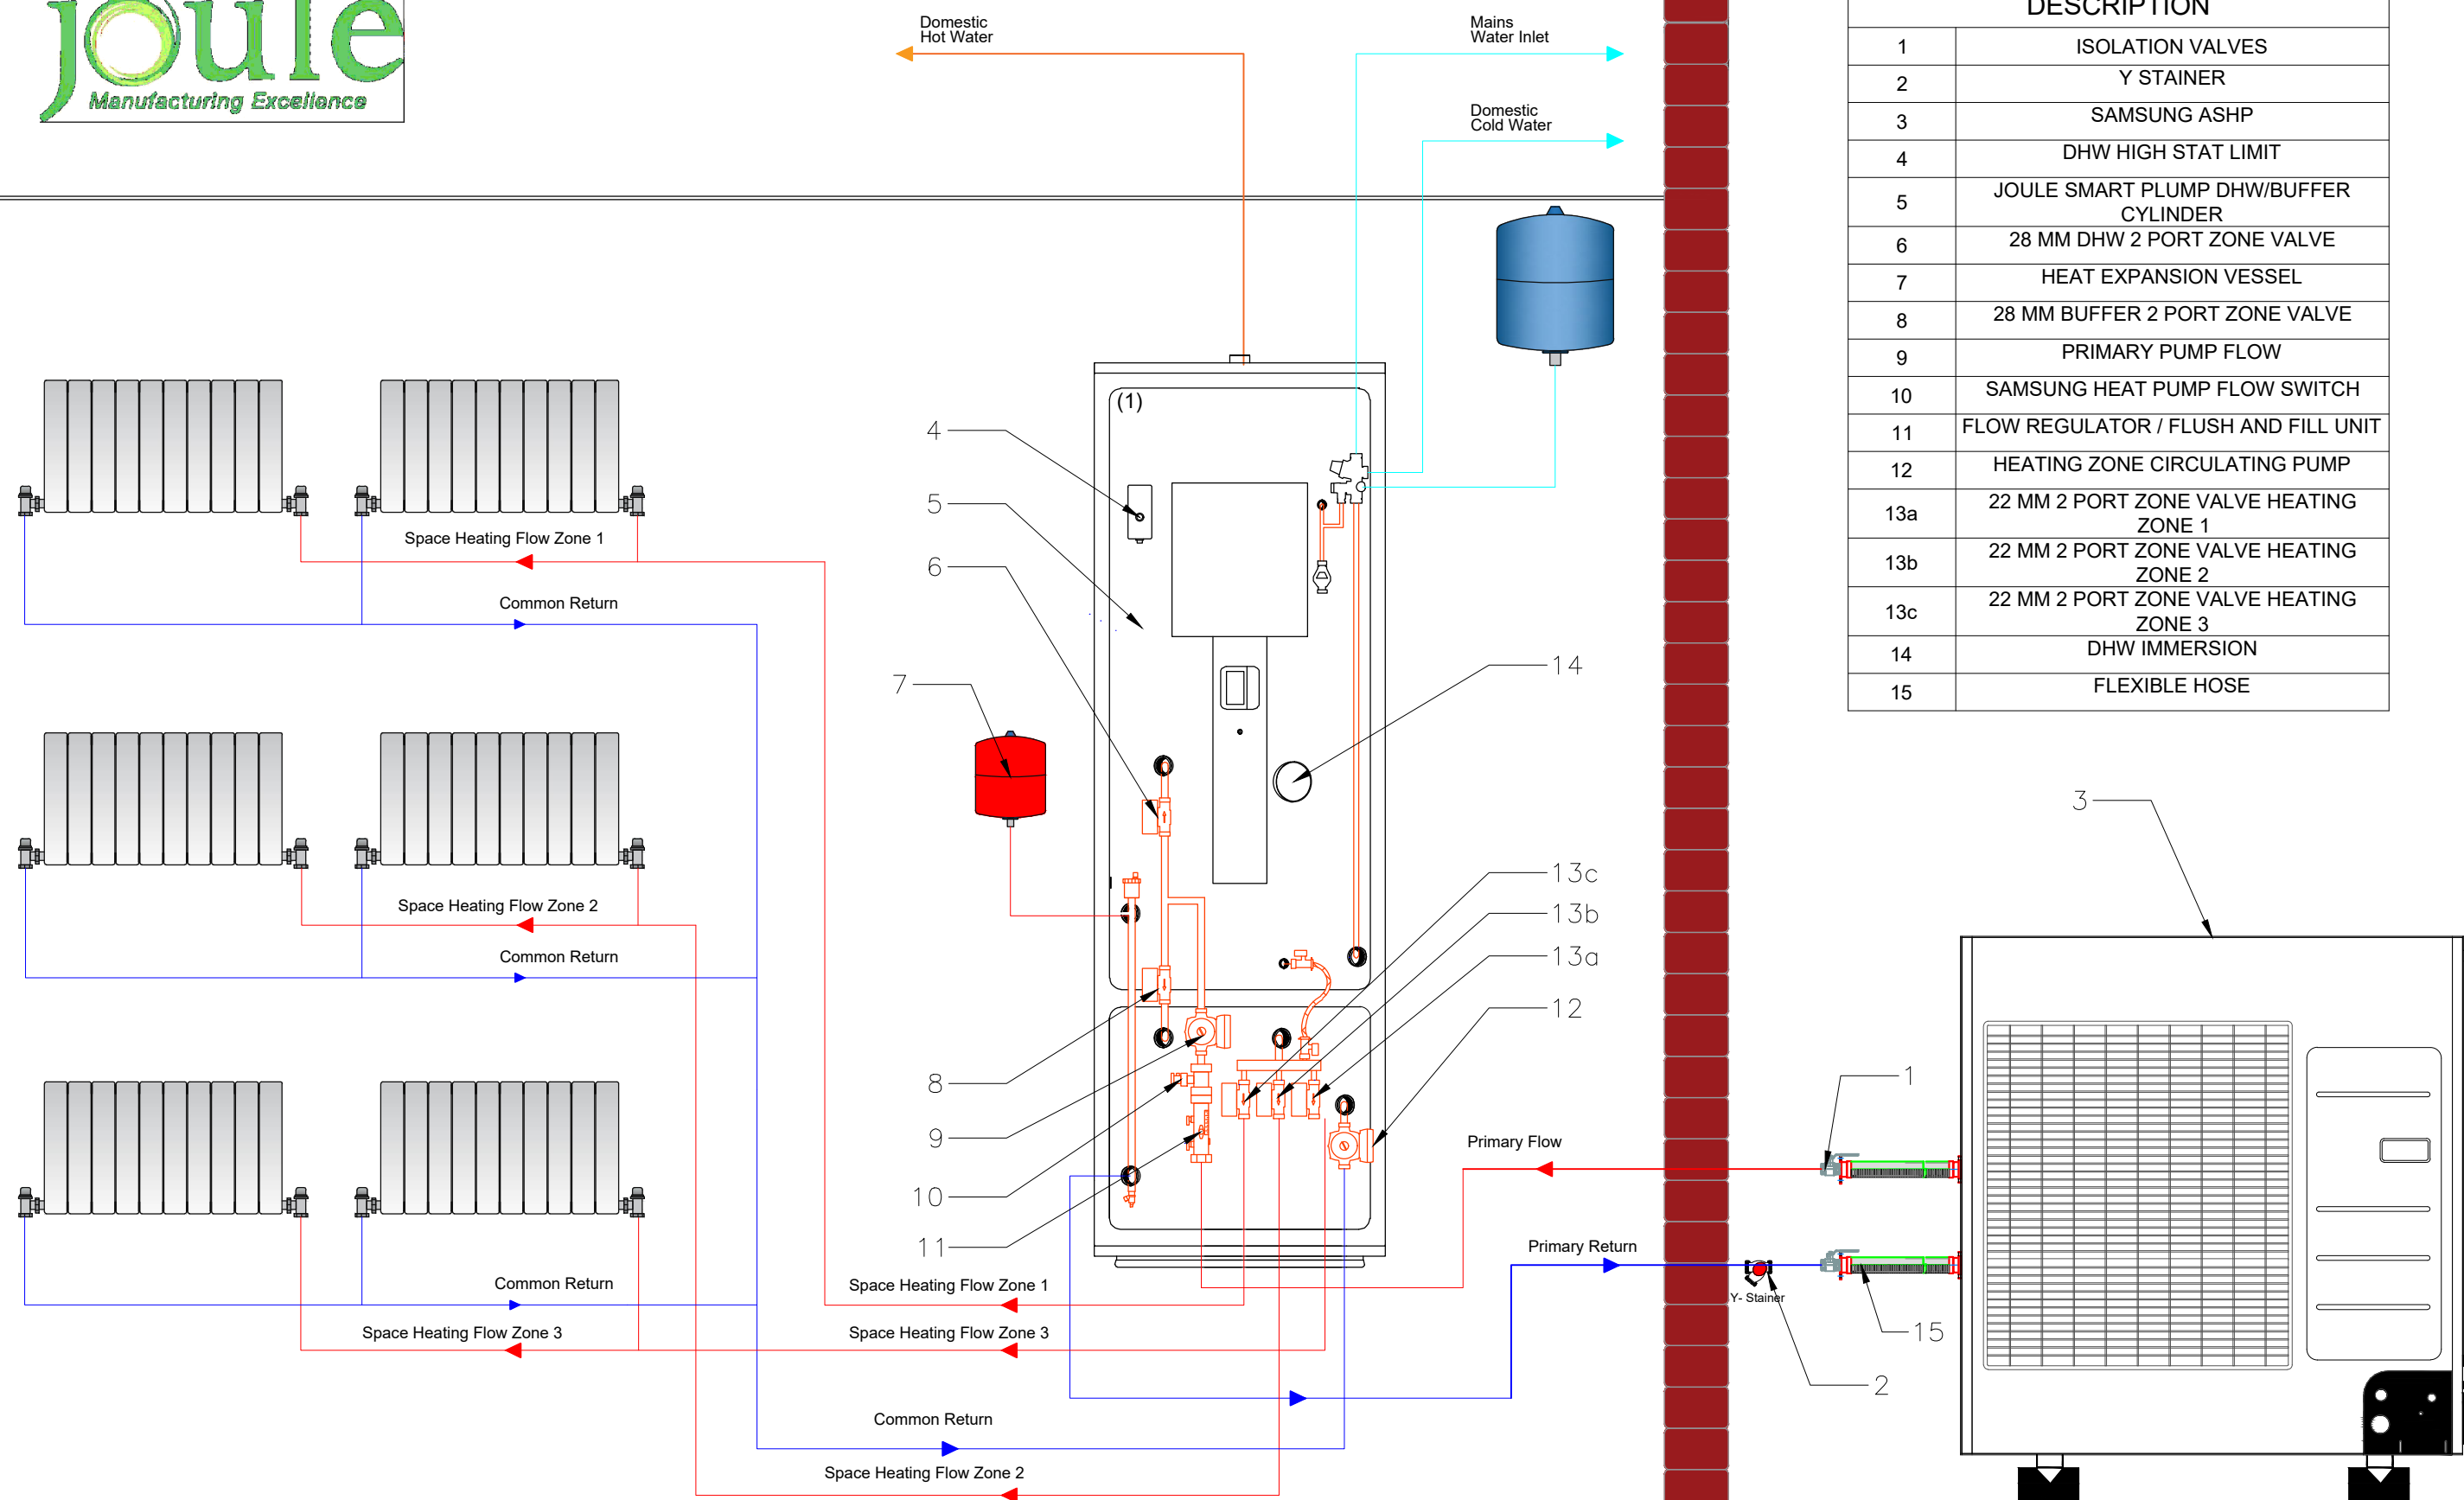 joule
Manufacturing Excellence
Domestic
Hot Water
Mains
Water Inlet
Domestic
Cold Water
DESCRIPTION
1 ISOLATION VALVES
2 Y STAINER
3 SAMSUNG ASHP
4 DHW HIGH STAT LIMIT
5 JOULE SMART PLUMP DHW/BUFFER
CYLINDER
6 28 MM DHW 2 PORT ZONE VALVE
7 HEAT EXPANSION VESSEL
8 28 MM BUFFER 2 PORT ZONE VALVE
9 PRIMARY PUMP FLOW
10 SAMSUNG HEAT PUMP FLOW SWITCH
11 FLOW REGULATOR / FLUSH AND FILL UNIT
12 HEATING ZONE CIRCULATING PUMP
13a 22 MM 2 PORT ZONE VALVE HEATING
ZONE 1
13b 22 MM 2 PORT ZONE VALVE HEATING
ZONE 2
13c 22 MM 2 PORT ZONE VALVE HEATING
ZONE 3
14 DHW IMMERSION
15 FLEXIBLE HOSE
(1)
4
5
6
7
14
13c
13b
13a
12
8
9
10
11
3
1
15
2
Space Heating Flow Zone 1
Common Return
Space Heating Flow Zone 2
Common Return
Common Return
Space Heating Flow Zone 3
Space Heating Flow Zone 1
Space Heating Flow Zone 3
Common Return
Space Heating Flow Zone 2
Primary Flow
Primary Return
Y- Stainer